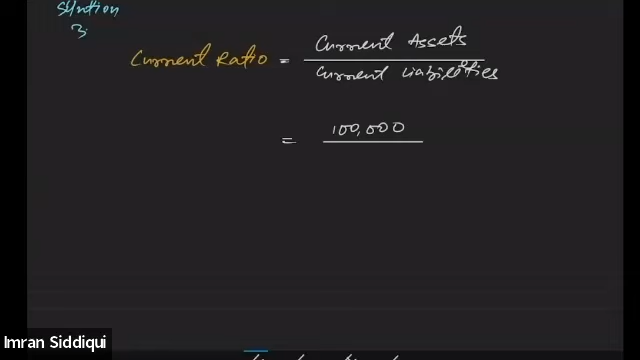 Solution
3
Current Ratio = Current Assets
Current Liabilities
= 100,000
Imran Siddiqui